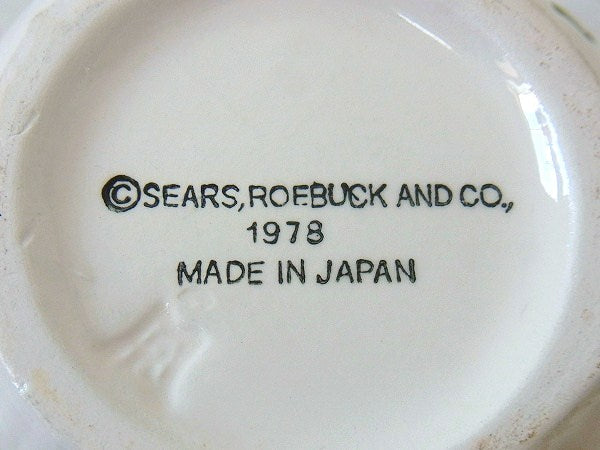 ©SEARS, ROEBUCK AND CO.,
1978
MADE IN JAPAN